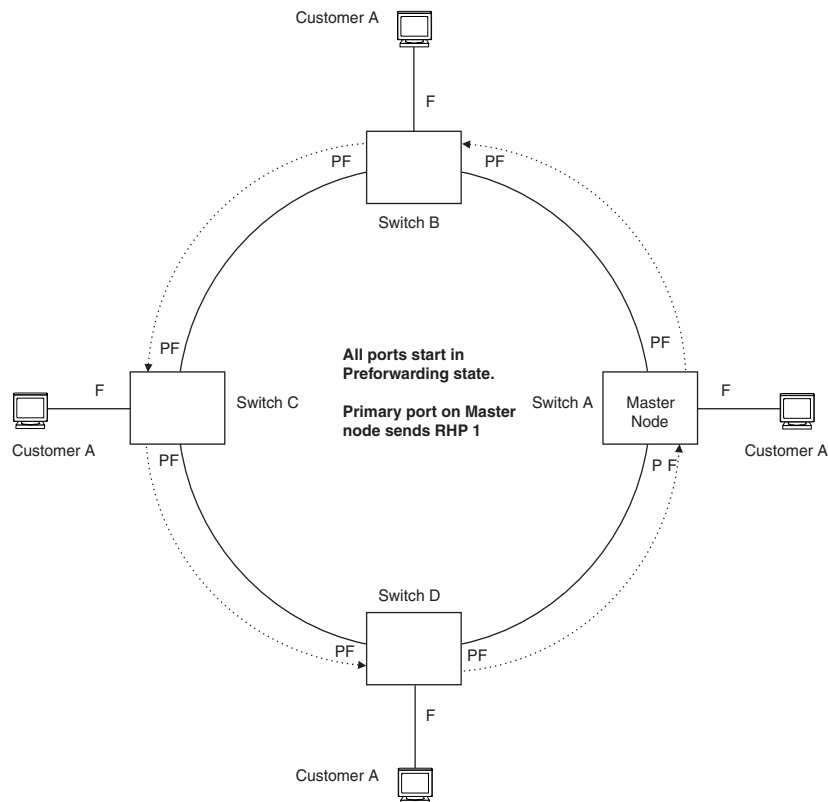 Customer A
F
PF
PF
Switch B
PF
PF
All ports start in
Preforwarding state.
Primary port on Master
node sends RHP 1
F
Switch C
Switch A
Master
Node
F
Customer A
Customer A
PF
P F
Switch D
PF
PF
F
Customer A